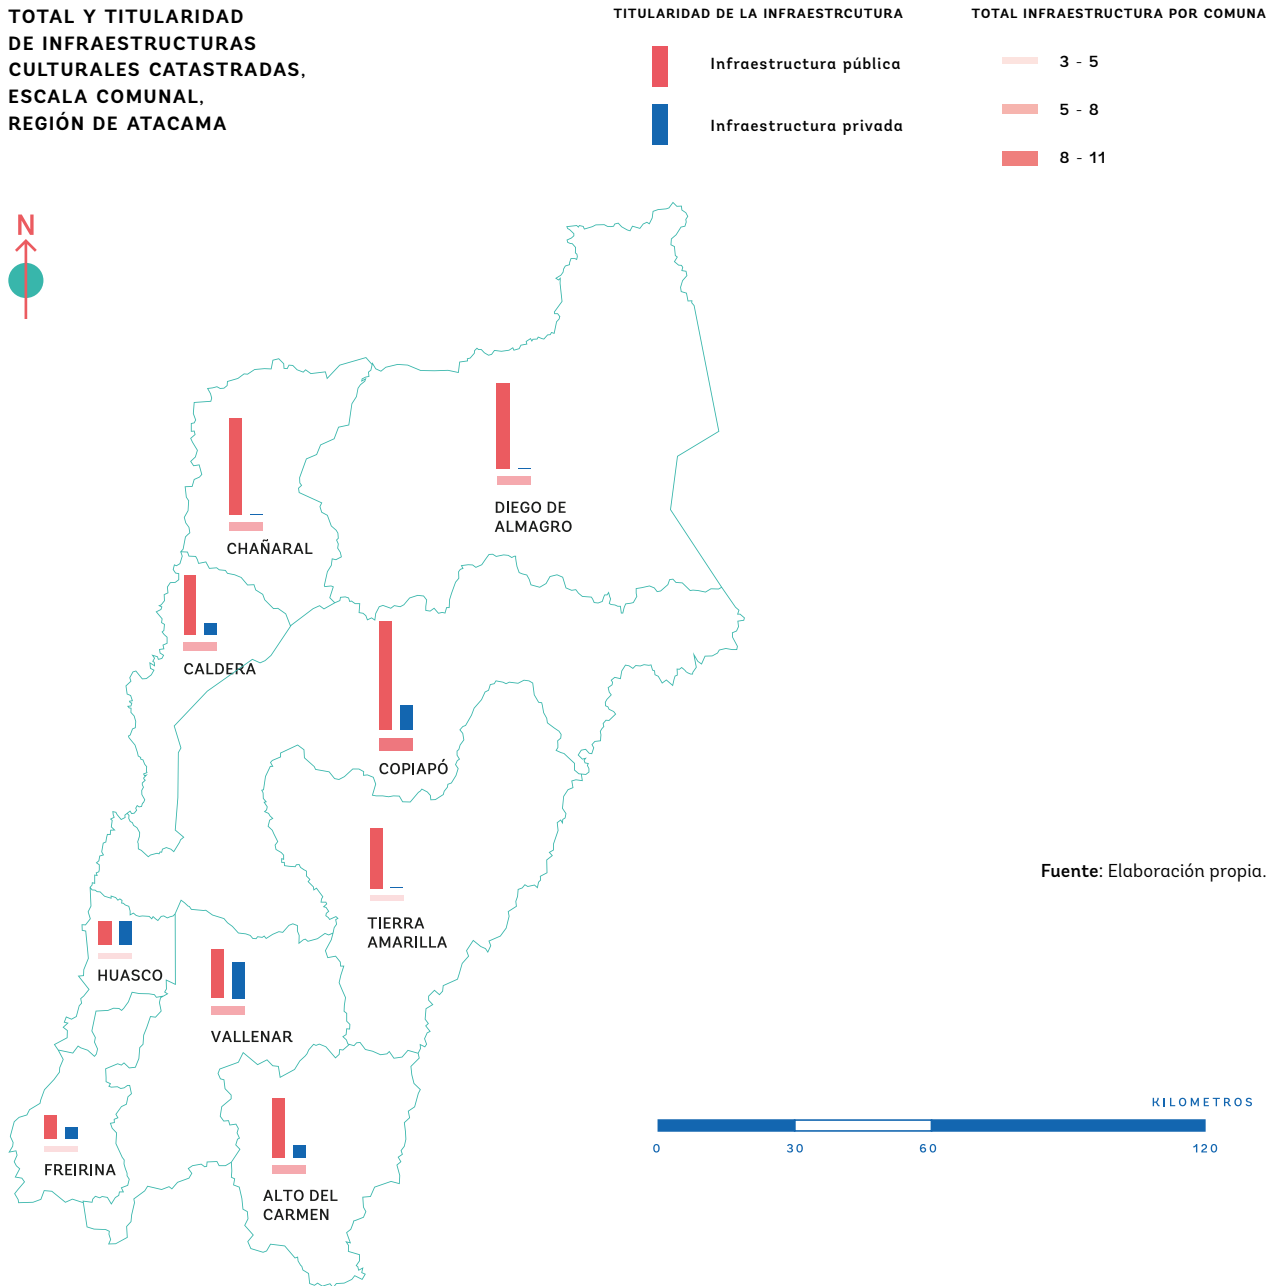 TOTAL Y TITULARIDAD
DE INFRAESTRUCTURAS
CULTURALES CATASTRADAS,
ESCALA COMUNAL,
REGIÓN DE ATACAMA
TITULARIDAD DE LA INFRAESTRCUTURA
Infraestructura pública
Infraestructura privada
TOTAL INFRAESTRUCTURA POR COMUNA
3 - 5
5 - 8
8 - 11
N
DIEGO DE
ALMAGRO
CHAÑARAL
CALDERA
COPIAPÓ
TIERRA
AMARILLA
HUASCO
VALLENAR
FREIRINA
ALTO DEL
CARMEN
Fuente: Elaboración propia.
KILOMETROS
0 30 60 120